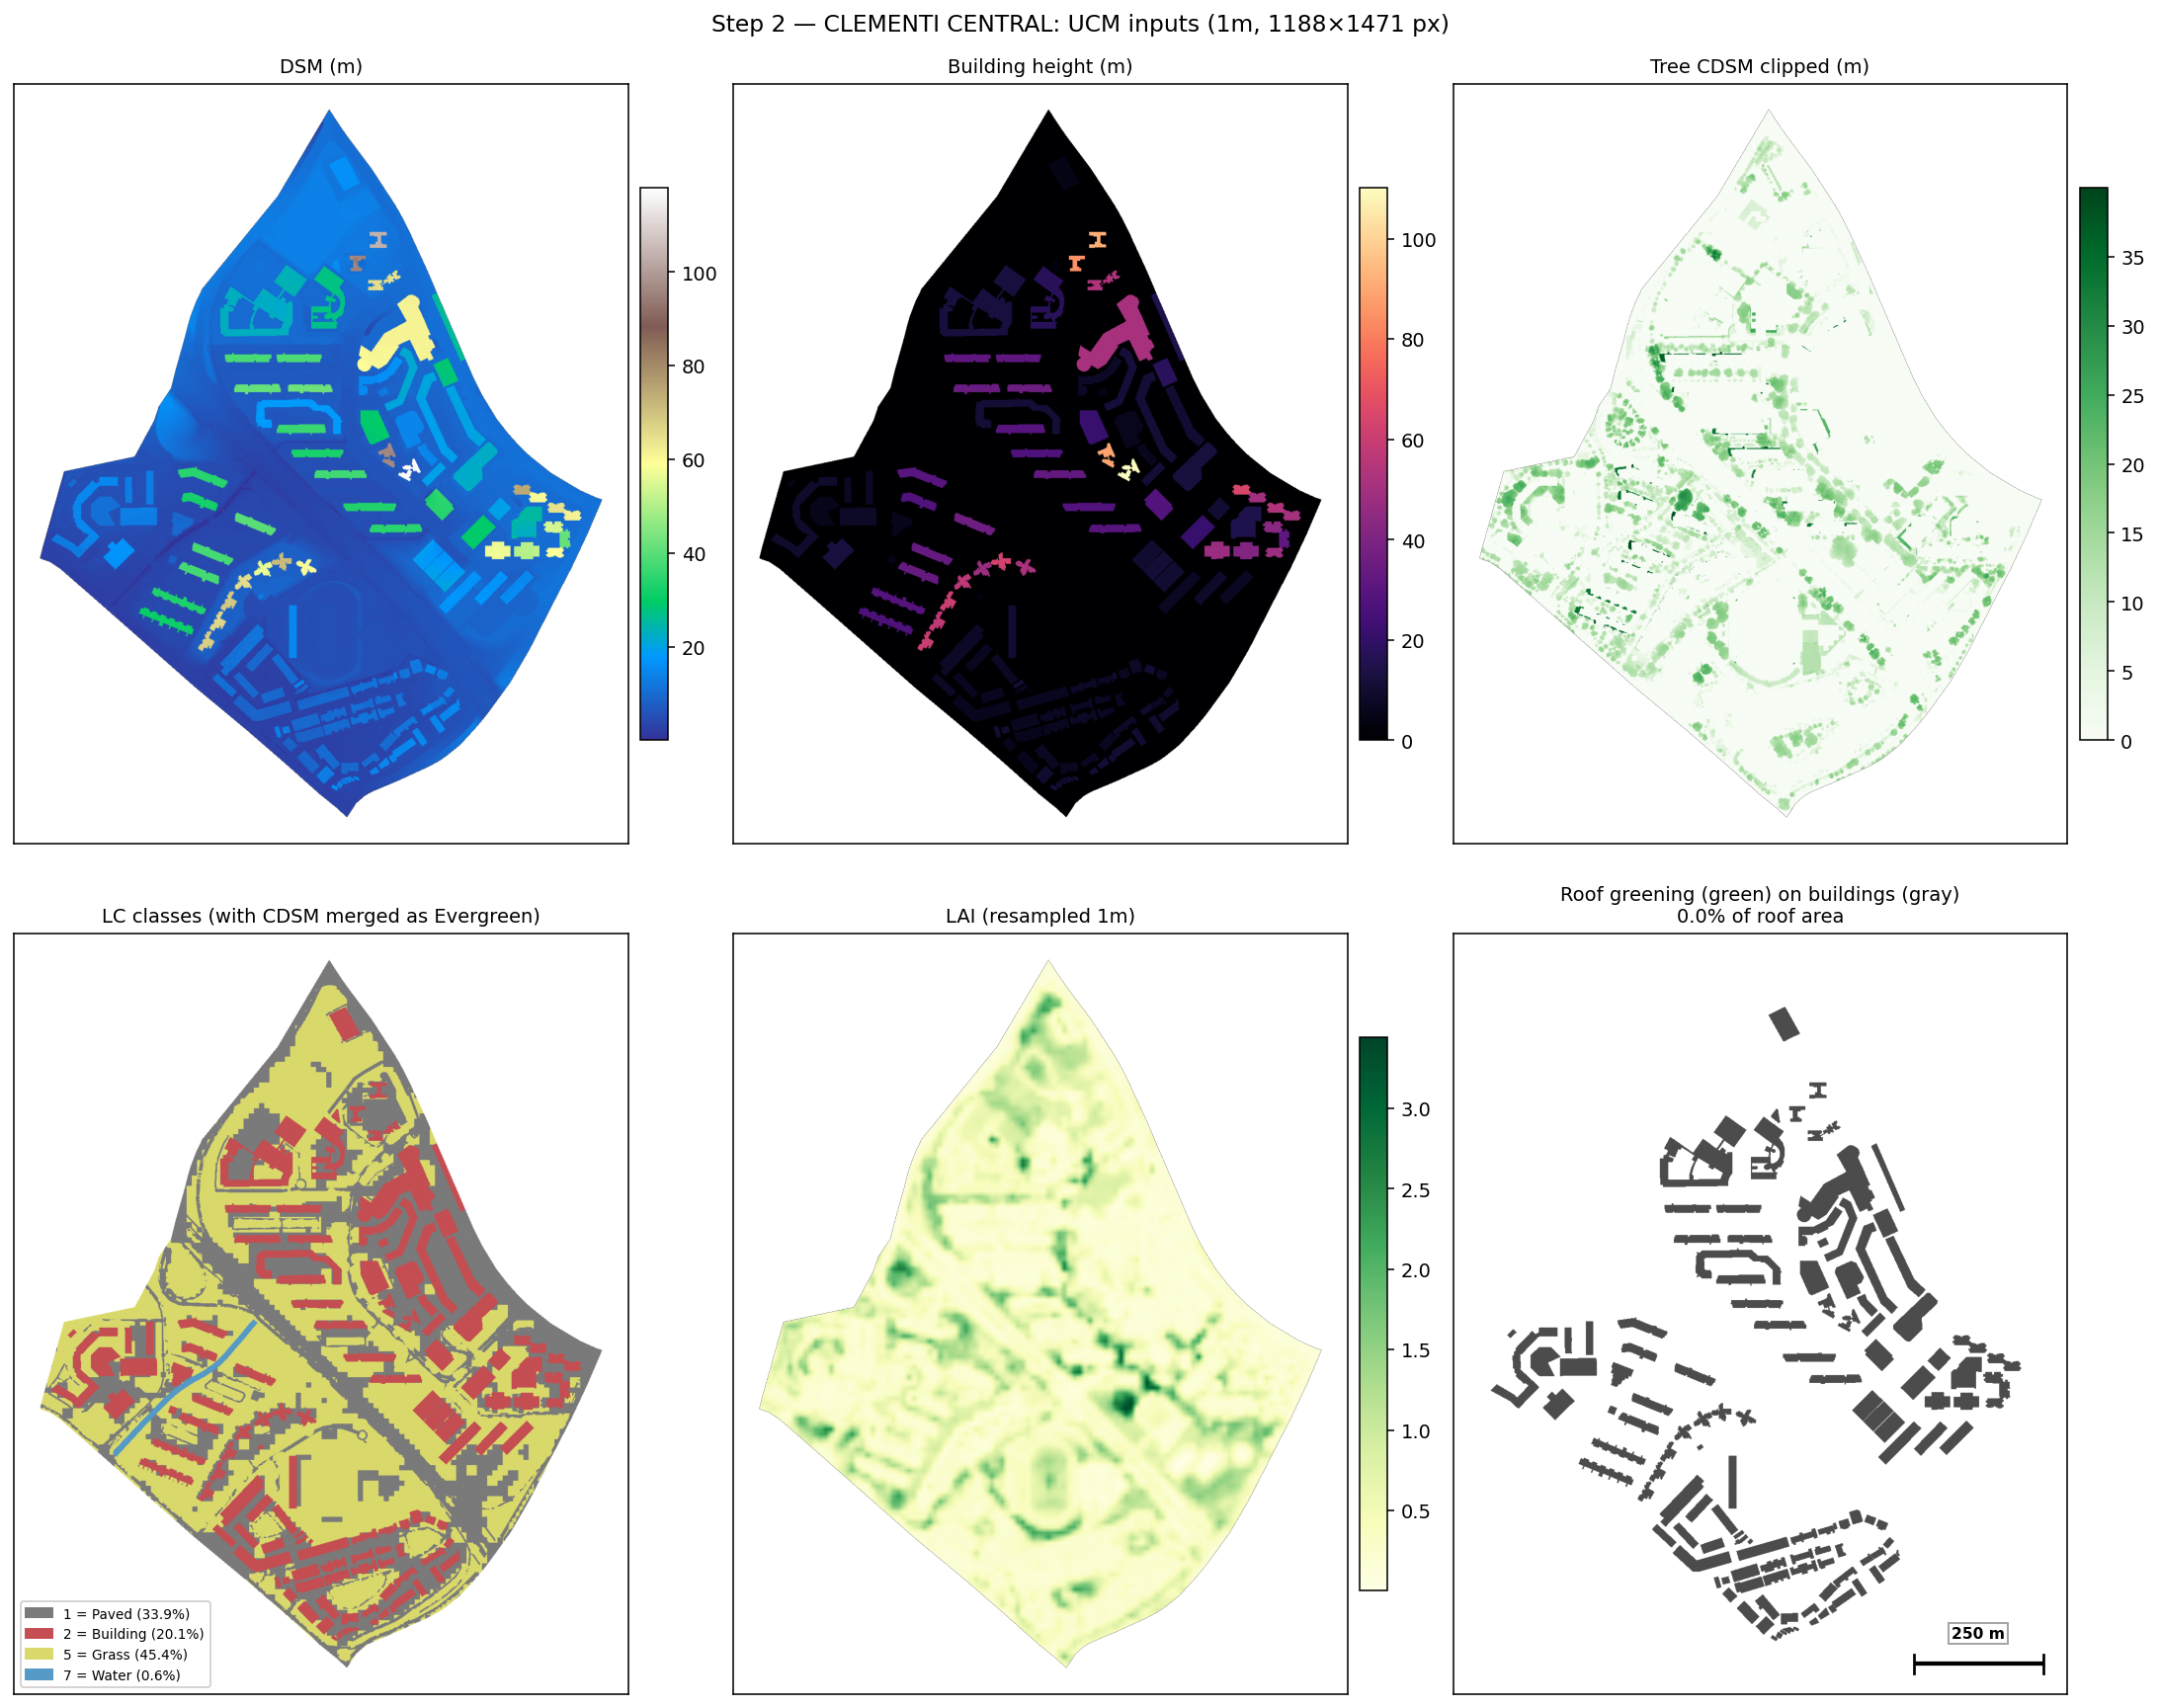 Step 2 — CLEMENTI CENTRAL: UCM inputs (1m, 1188×1471 px)
DSM (m)
100
80
60
40
20
Building height (m)
100
80
60
40
20
0
Tree CDSM clipped (m)
35
30
25
20
15
10
5
0
LC classes (with CDSM merged as Evergreen)
1 = Paved (33.9%)
2 = Building (20.1%)
5 = Grass (45.4%)
7 = Water (0.6%)
LAI (resampled 1m)
3.0
2.5
2.0
1.5
1.0
0.5
Roof greening (green) on buildings (gray)
0.0% of roof area
250 m